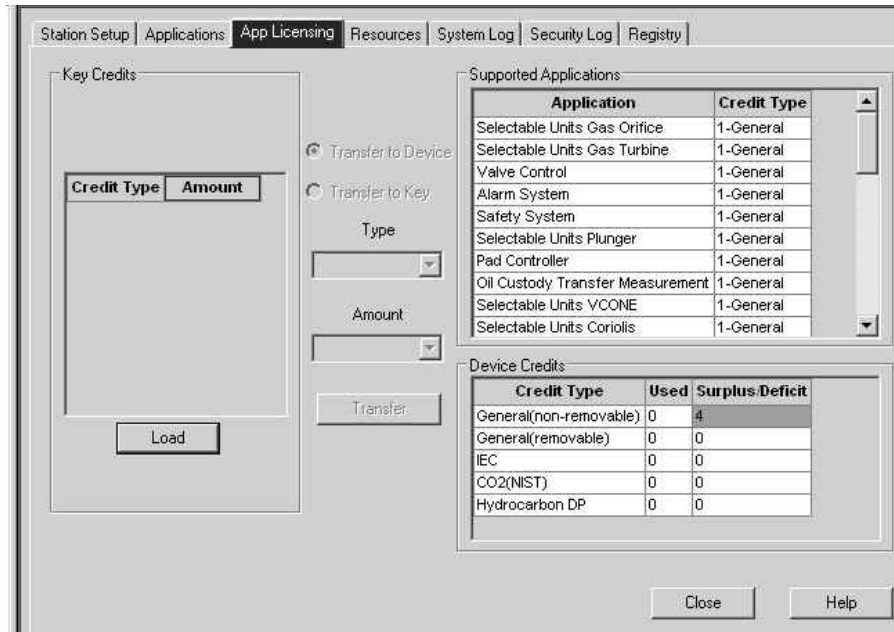 Station Setup Applications App Licensing Resources System Log Security Log Registry
Key Credits
Credit Type Amount
Load
Transfer to Device
Transfer to Key
Type
Amount
Transfer
Supported Applications
Application Credit Type
Selectable Units Gas Orifice 1-General
Selectable Units Gas Turbine 1-General
Valve Control 1-General
Alarm System 1-General
Safety System 1-General
Selectable Units Plunger 1-General
Pad Controller 1-General
Oil Custody Transfer Measurement 1-General
Selectable Units VCONE 1-General
Selectable Units Coriolis 1-General
Device Credits
Credit Type Used Surplus/Deficit
General(non-removable) 0 4
General(removable) 0 0
IEC 0 0
CO2(NIST) 0 0
Hydrocarbon DP 0 0
Close Help